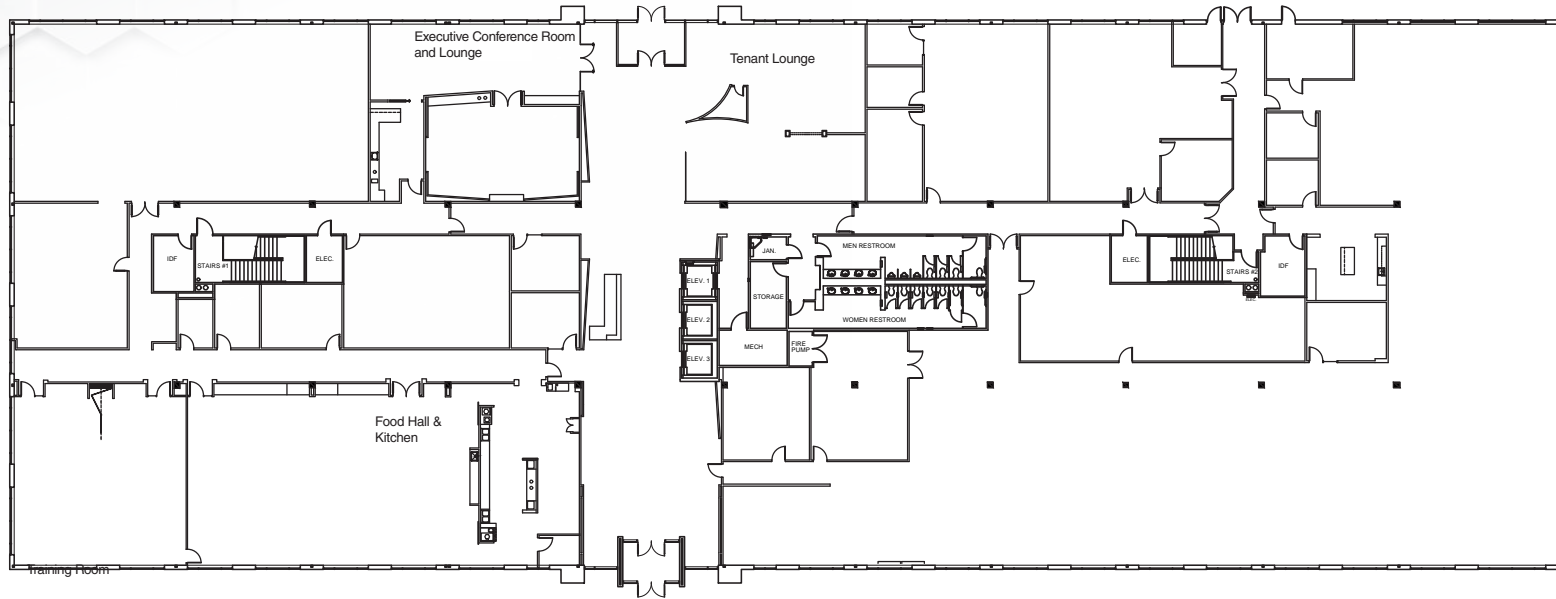 Executive Conference Room
and Lounge
Tenant Lounge
IDF
STAIRS #1
ELEC.
JAN.
MEN RESTROOM
ELEV. 1
STORAGE
ELEV. 2
WOMEN RESTROOM
MECH
FIRE
PUMP
ELEV. 3
ELEC.
STAIRS #2
IDF
ELEC
Food Hall &
Kitchen
Training Room